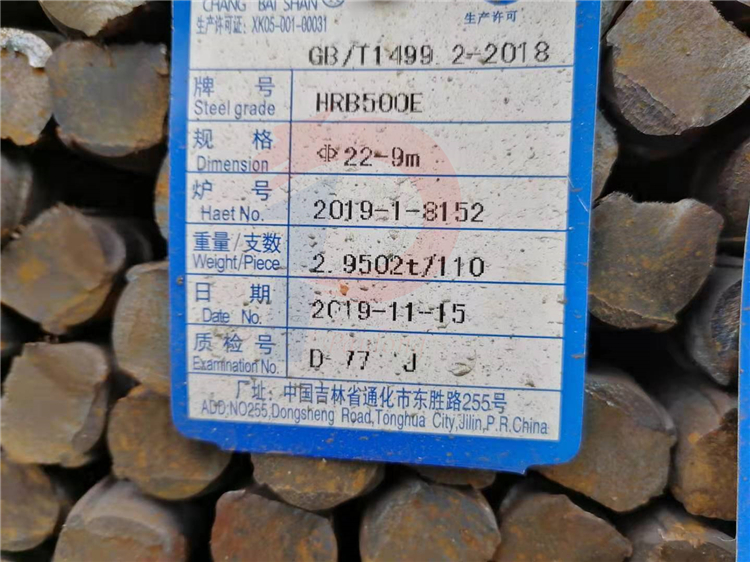 CHANG BAI SHAN ®
生产许可证: XK05-001-00031
生产许可
GB/T1499.2-2018
牌 号 HRB500E
Steel grade
规 格 Φ22-9m
Dimension
炉 号 2019-1-8152
Haet No.
重量/支数 2.9502t/110
Weight/Piece
日 期 2019-11-15
Date No.
质检号 D-77 J
Examination No.
厂址: 中国吉林省通化市东胜路255号
ADD;NO255,Dongsheng Road,Tonghua City,Jilin,P.R.China